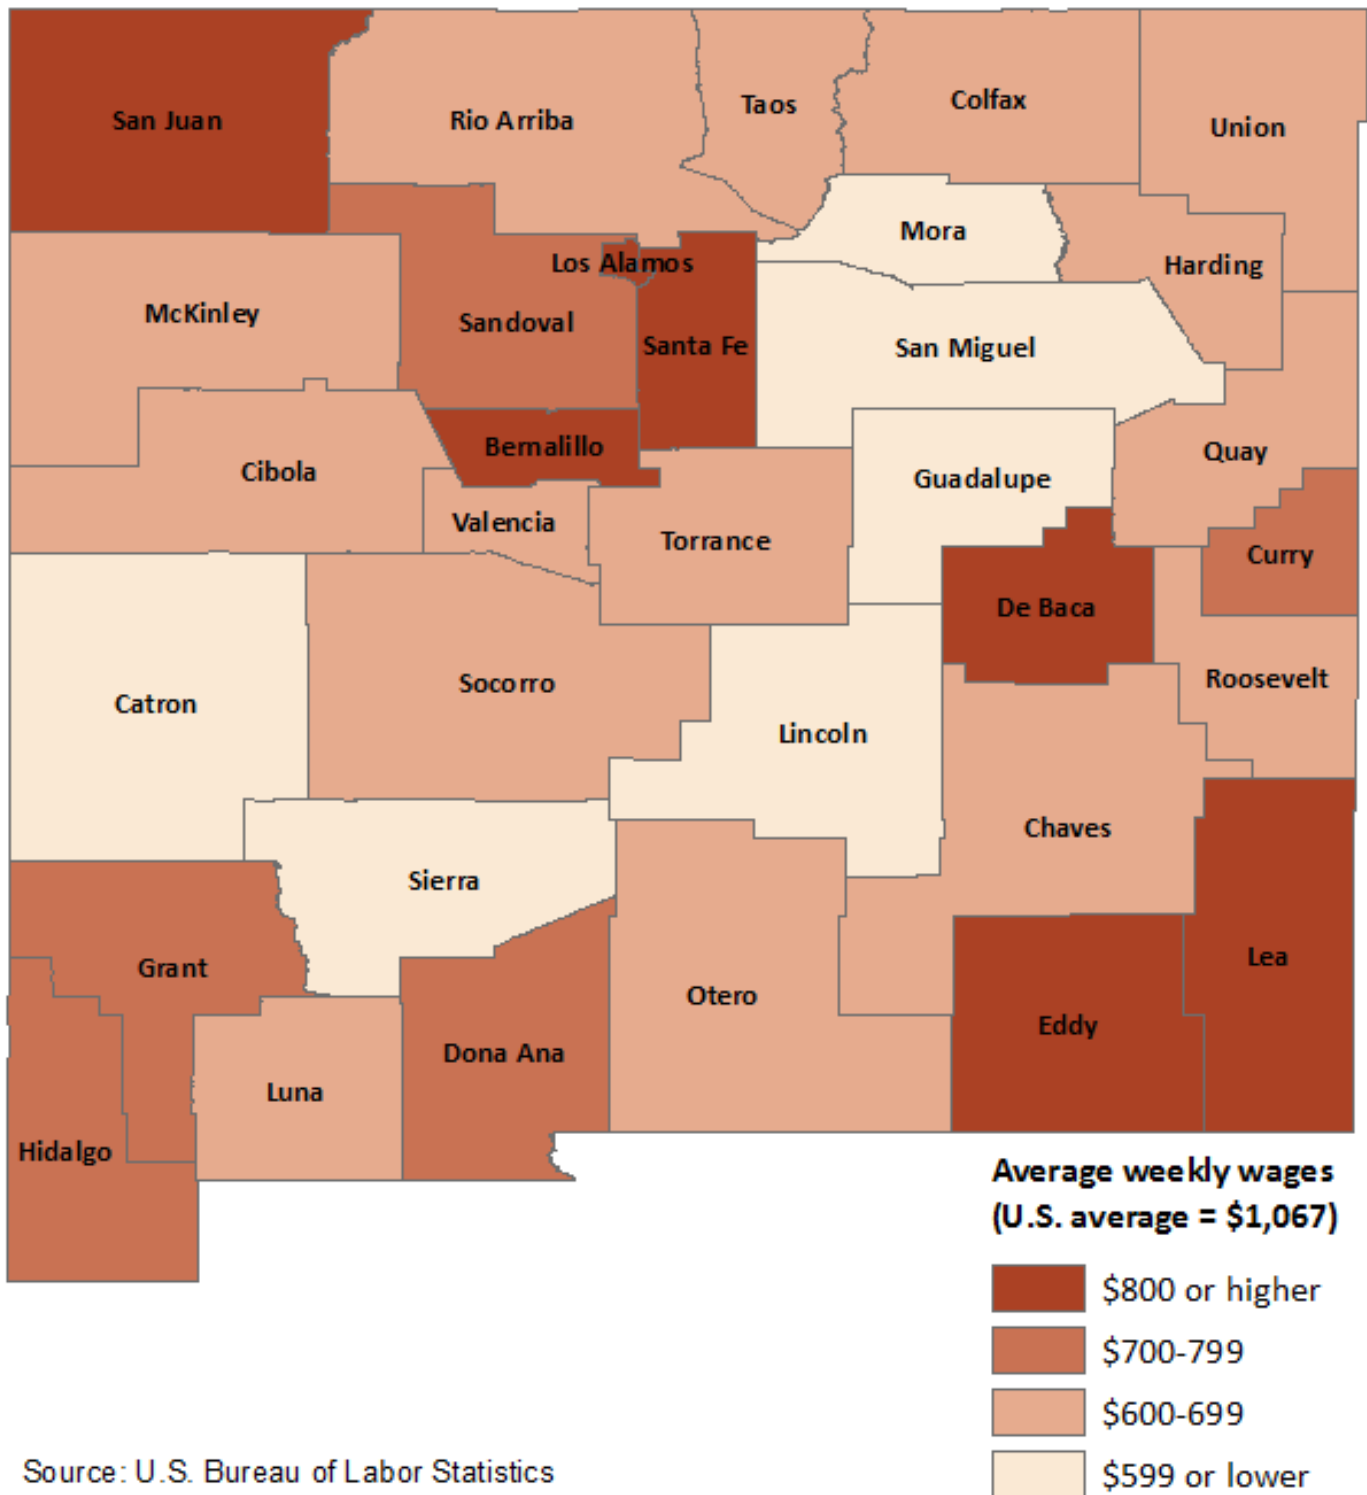 San Juan
Rio Arriba
Taos
Colfax
Union
Mora
Harding
Los Alamos
McKinley
Sandoval
Santa Fe
San Miguel
Bernalillo
Cibola
Quay
Guadalupe
Valencia
Torrance
Curry
De Baca
Catron
Socorro
Roosevelt
Lincoln
Chaves
Sierra
Grant
Otero
Lea
Eddy
Dona Ana
Luna
Hidalgo
Average weekly wages
(U.S. average = $1,067)
$800 or higher
$700-799
$600-699
$599 or lower
Source: U.S. Bureau of Labor Statistics